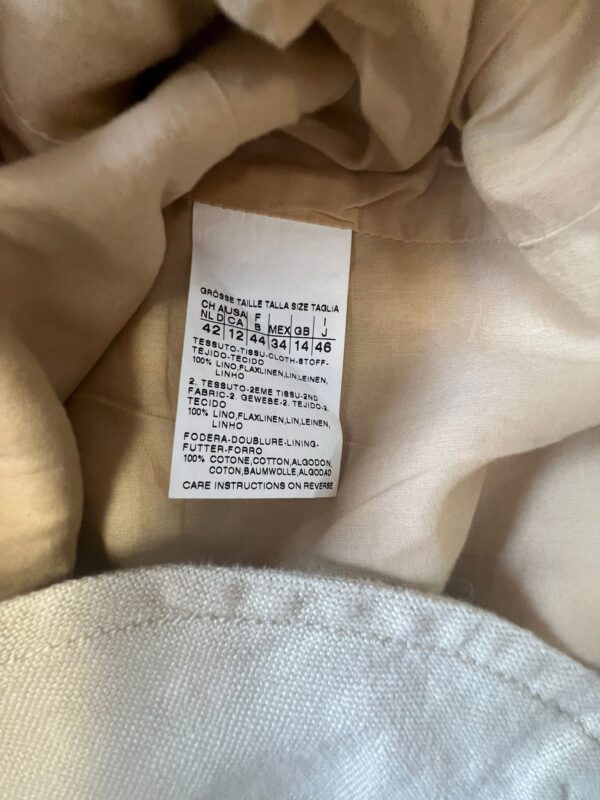 GRÖSSE TAILLE TALLA SIZE TAGLIA
CH A USA F I
NL D CA B MEX GB J
42 12 44 34 14 46
TESSUTO-TISSU-CLOTH-STOFF-
TEJIDO-TECIDO
100% LINO,FLAXLINEN,LIN,LEINEN,
LINHO
2. TESSUTO-2EME TISSU-2ND
FABRIC-2. GEWEBE-2. TEJIDO-2.
TECIDO
100% LINO,FLAXLINEN,LIN,LEINEN,
LINHO
FODERA-DOUBLURE-LINING-
FUTTER-FORRO
100% COTONE,COTTON,ALGODON,
COTON,BAUMWOLLE,ALGODAO
CARE INSTRUCTIONS ON REVERSE